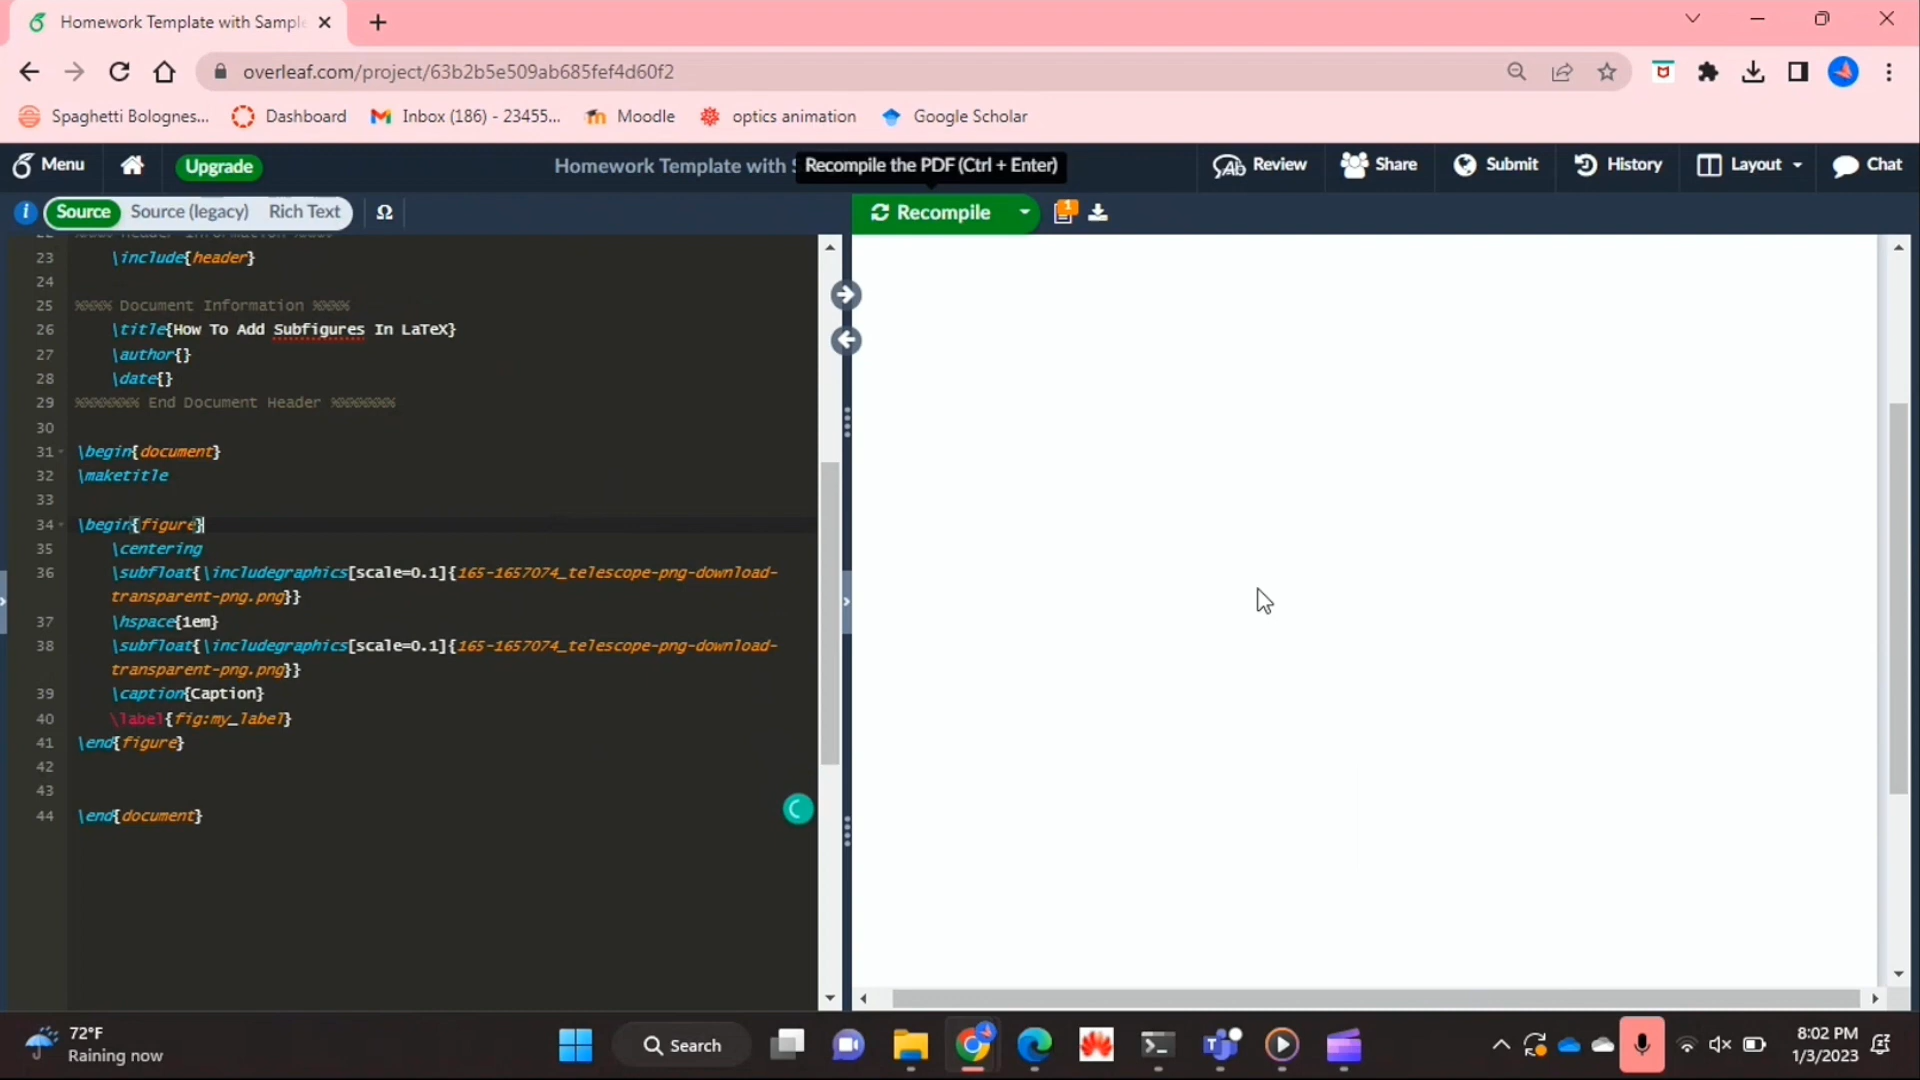 Homework Template with Sampl
overleaf.com/project/63b2b5e509ab685fef4d60f2
Spaghetti Bolognes... Dashboard Inbox (186) - 23455... Moodle optics animation Google Scholar
Menu Upgrade Homework Template with S Recompile the PDF (Ctrl + Enter) Review Share Submit History Layout Chat
Source Source (legacy) Rich Text Ω Recompile 1
22 %%%% Header Information %%%%
23 \include{header}
24
25 %%%% Document Information %%%%
26 \title{How To Add Subfigures In LaTeX}
27 \author{}
28 \date{}
29 %%%%%%%% End Document Header %%%%%%%%
30
31 \begin{document}
32 \maketitle
33
34 \begin{figure}
35 \centering
36 \subfloat{\includegraphics[scale=0.1]{165-1657074_telescope-png-download-
transparent-png.png}}
37 \hspace{1em}
38 \subfloat{\includegraphics[scale=0.1]{165-1657074_telescope-png-download-
transparent-png.png}}
39 \caption{Caption}
40 \label{fig:my_label}
41 \end{figure}
42
43
44 \end{document}
72°F
Raining now
Search
8:02 PM
1/3/2023